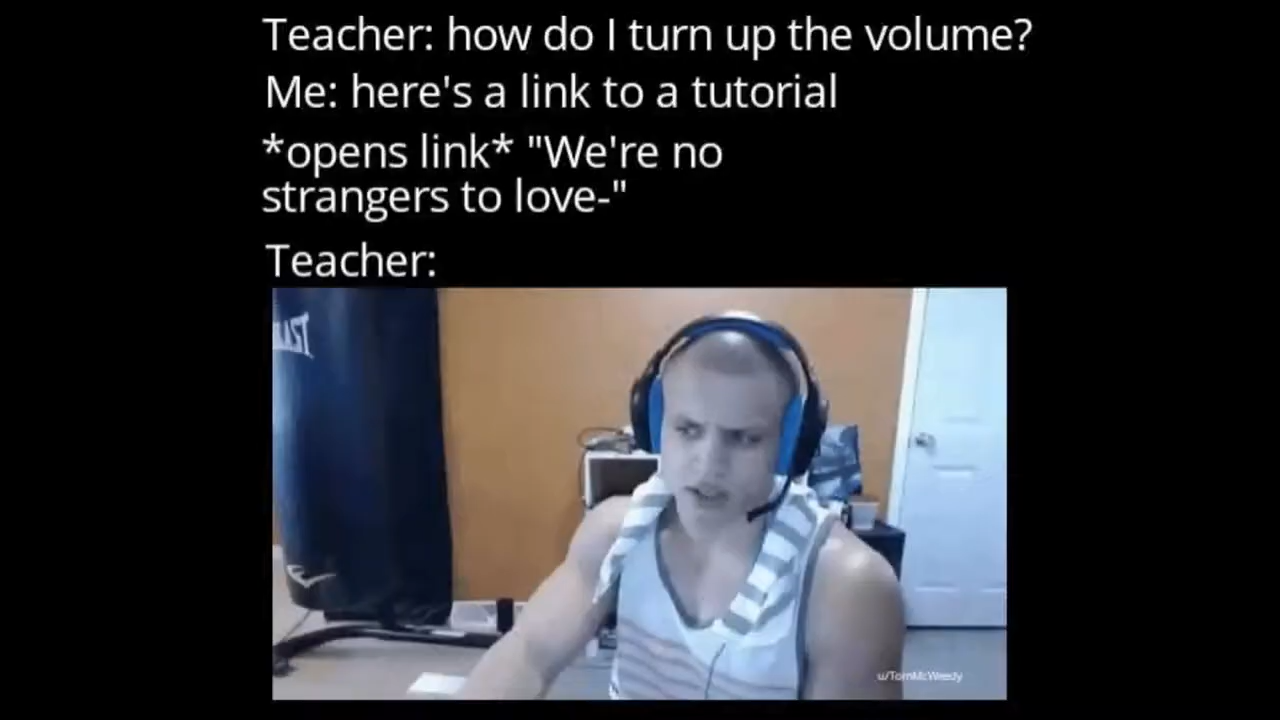 Teacher: how do I turn up the volume?
Me: here's a link to a tutorial
*opens link* "We're no
strangers to love-"
Teacher:
u/TomMcWeedy